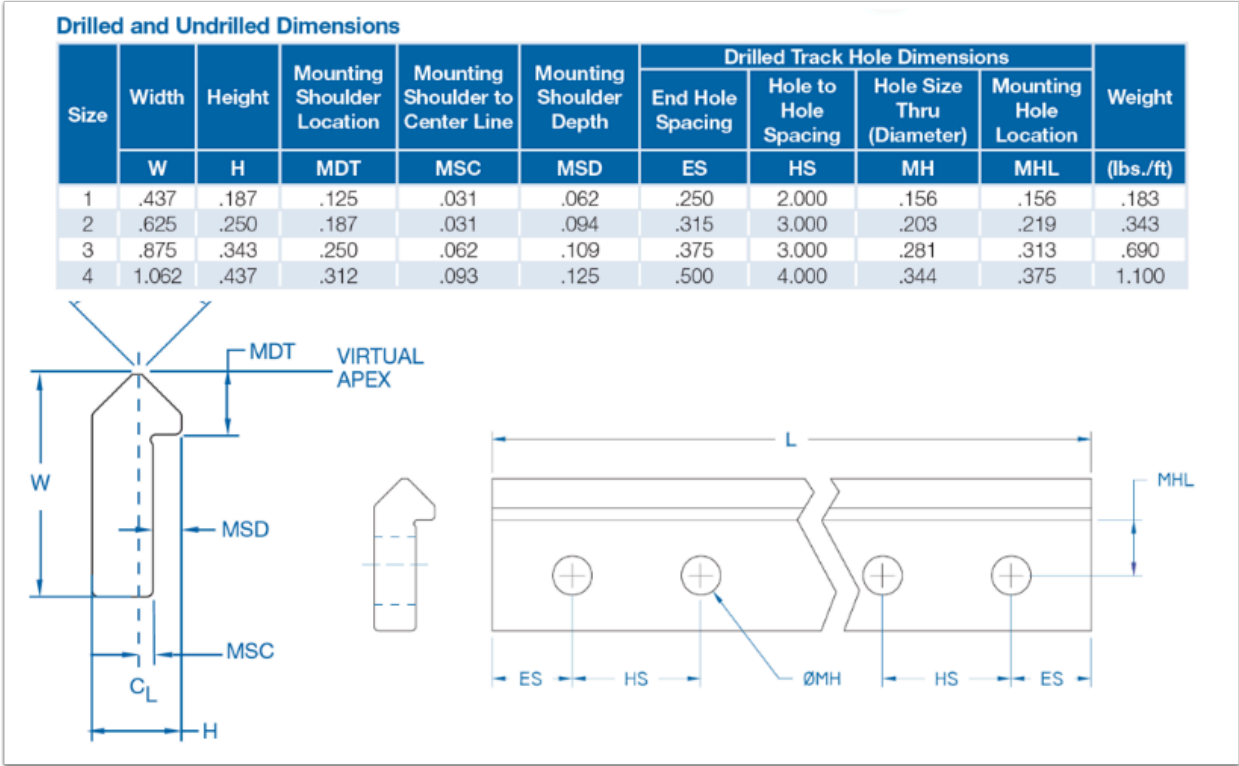 Drilled and Undrilled Dimensions
Size Width Height Mounting Shoulder Location Mounting Shoulder to Center Line Mounting Shoulder Depth Drilled Track Hole Dimensions Weight
End Hole Spacing Hole to Hole Spacing Hole Size Thru (Diameter) Mounting Hole Location
W H MDT MSC MSD ES HS MH MHL (lbs./ft)
1 .437 .187 .125 .031 .062 .250 2.000 .156 .156 .183
2 .625 .250 .187 .031 .094 .315 3.000 .203 .219 .343
3 .875 .343 .250 .062 .109 .375 3.000 .281 .313 .690
4 1.062 .437 .312 .093 .125 .500 4.000 .344 .375 1.100
MDT
VIRTUAL
APEX
W
MSD
MSC
CL
H
L
MHL
ES HS ØMH HS ES